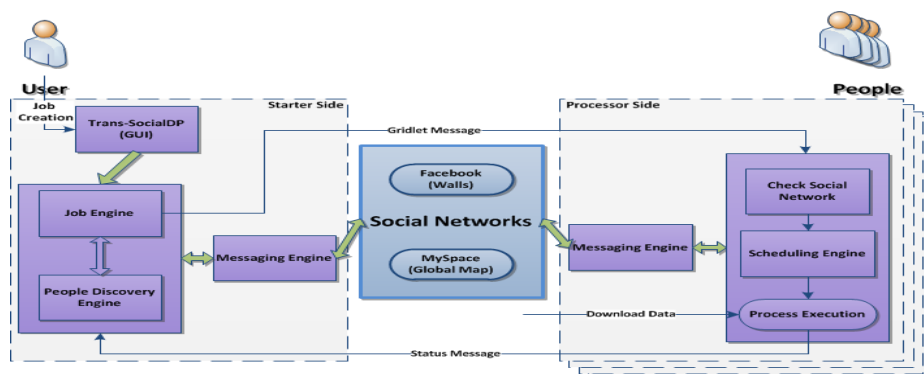 User
People
Starter Side
Processor Side
Job
Creation
Trans-SocialDP
(GUI)
Gridlet Message
Facebook
(Walls)
Check Social
Network
Job Engine
Social Networks
Messaging Engine
Messaging Engine
Scheduling Engine
MySpace
(Global Map)
People Discovery
Engine
Download Data
Process Execution
Status Message